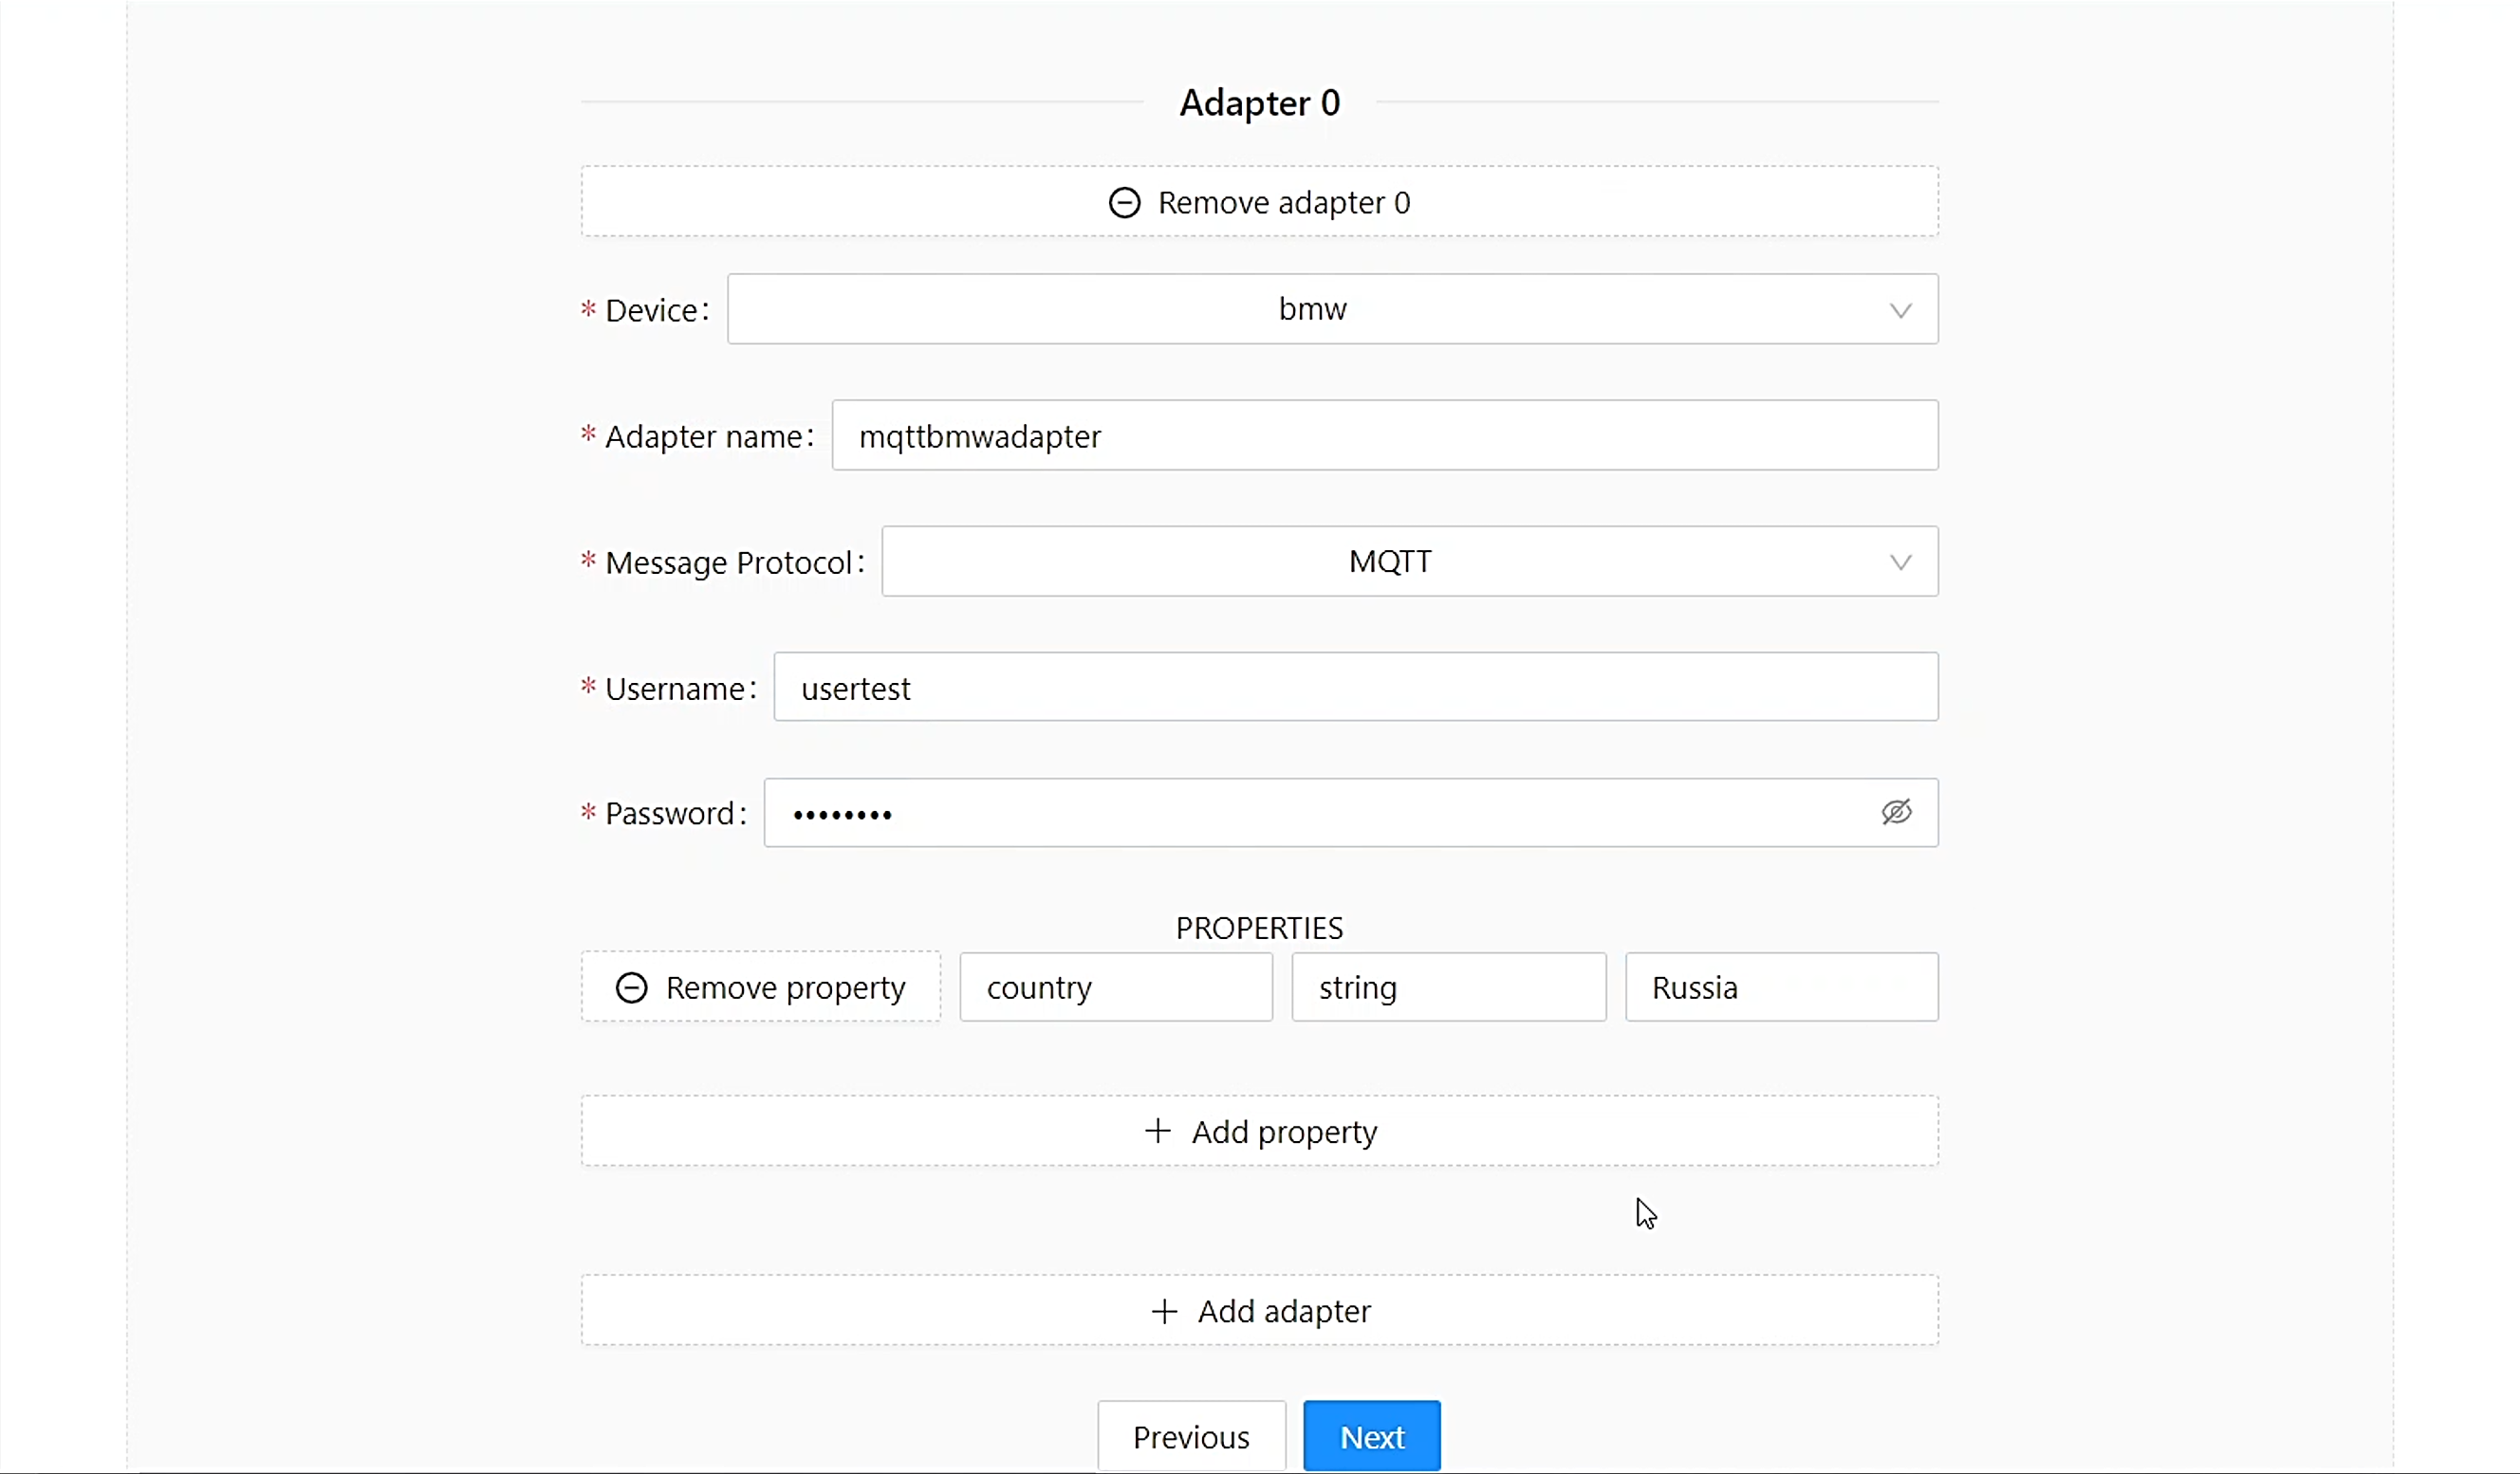 Adapter 0
Remove adapter 0
* Device: bmw
* Adapter name: mqttbmwadapter
* Message Protocol: MQTT
* Username: usertest
* Password: ••••••••
PROPERTIES
Remove property country string Russia
+ Add property
+ Add adapter
Previous Next